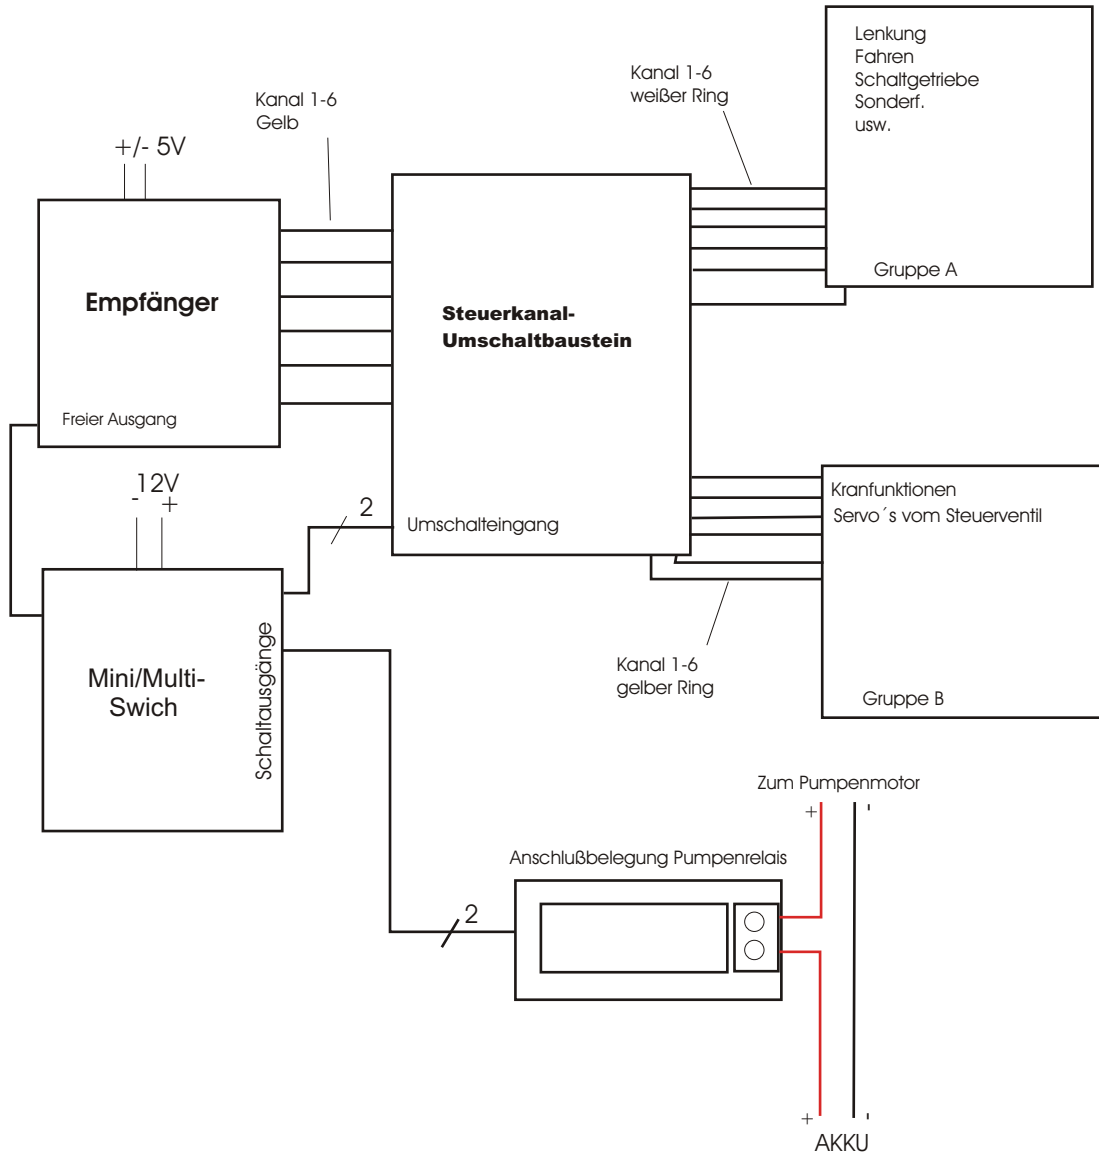 Lenkung
Fahren
Schaltgetriebe
Sonderf.
usw.
Gruppe A
Kanal 1-6
weißer Ring
Kanal 1-6
Gelb
+/- 5V
Empfänger
Freier Ausgang
Steuerkanal-
Umschaltbaustein
Umschalteingang
12V
- +
2
Mini/Multi-
Swich
Schaltausgänge
Kranfunktionen
Servo´s vom Steuerventil
Gruppe B
Kanal 1-6
gelber Ring
Zum Pumpenmotor
+ -
Anschlußbelegung Pumpenrelais
2
+ -
AKKU